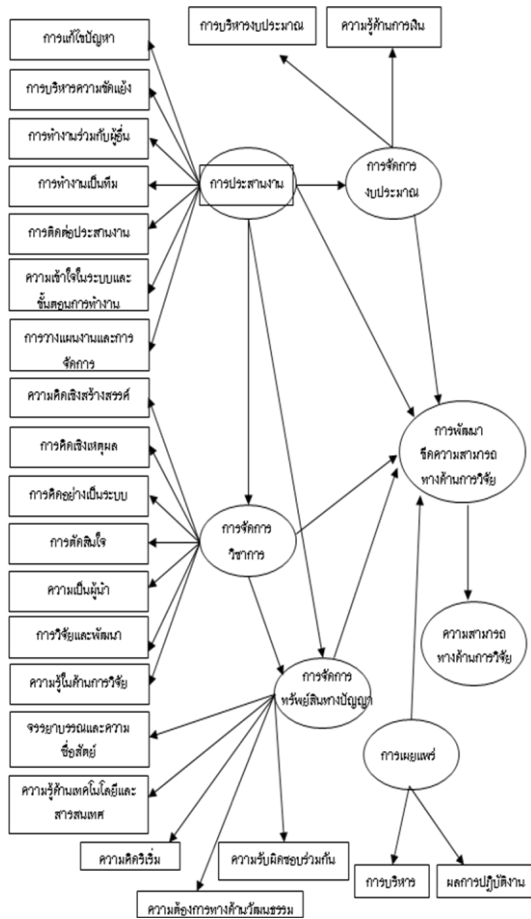 การแก้ไขปัญหา
การบริหารความขัดแย้ง
การทำงานร่วมกับผู้อื่น
การทำงานเป็นทีม
การติดต่อประสานงาน
ความเข้าใจในระบบและ
ขั้นตอนการทำงาน
การวางแผนงานและการ
จัดการ
ความคิดเชิงสร้างสรรค์
การคิดเชิงเหตุผล
การคิดอย่างเป็นระบบ
การตัดสินใจ
ความเป็นผู้นำ
การวิจัยและพัฒนา
ความรู้ในด้านการวิจัย
จรรยาบรรณและความ
ซื่อสัตย์
ความรู้ด้านเทคโนโลยีและ
สารสนเทศ
ความคิดริเริ่ม
ความต้องการทางด้านวัฒนธรรม
ความรับผิดชอบร่วมกัน
การบริหารงบประมาณ
ความรู้ด้านการเงิน
การประสานงาน
การจัดการ
งบประมาณ
การพัฒนา
ขีดความสามารถ
ทางด้านการวิจัย
การจัดการ
วิชาการ
ความสามารถ
ทางด้านการวิจัย
การจัดการ
ทรัพย์สินทางปัญญา
การเผยแพร่
การบริหาร
ผลการปฏิบัติงาน